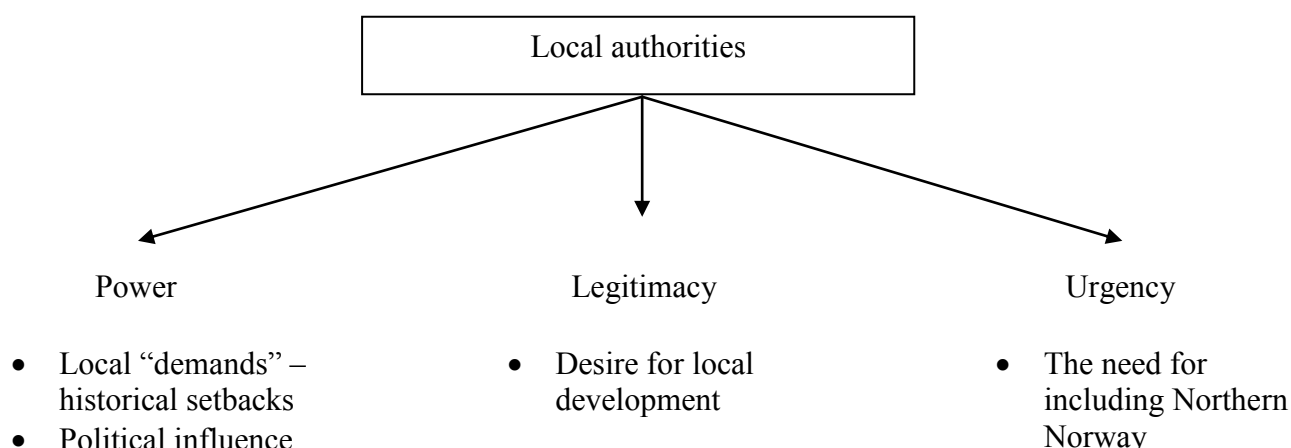 Local authorities
Power
Legitimacy
Urgency
• Local “demands” –
historical setbacks
• Political influence
• Desire for local
development
• The need for
including Northern
Norway